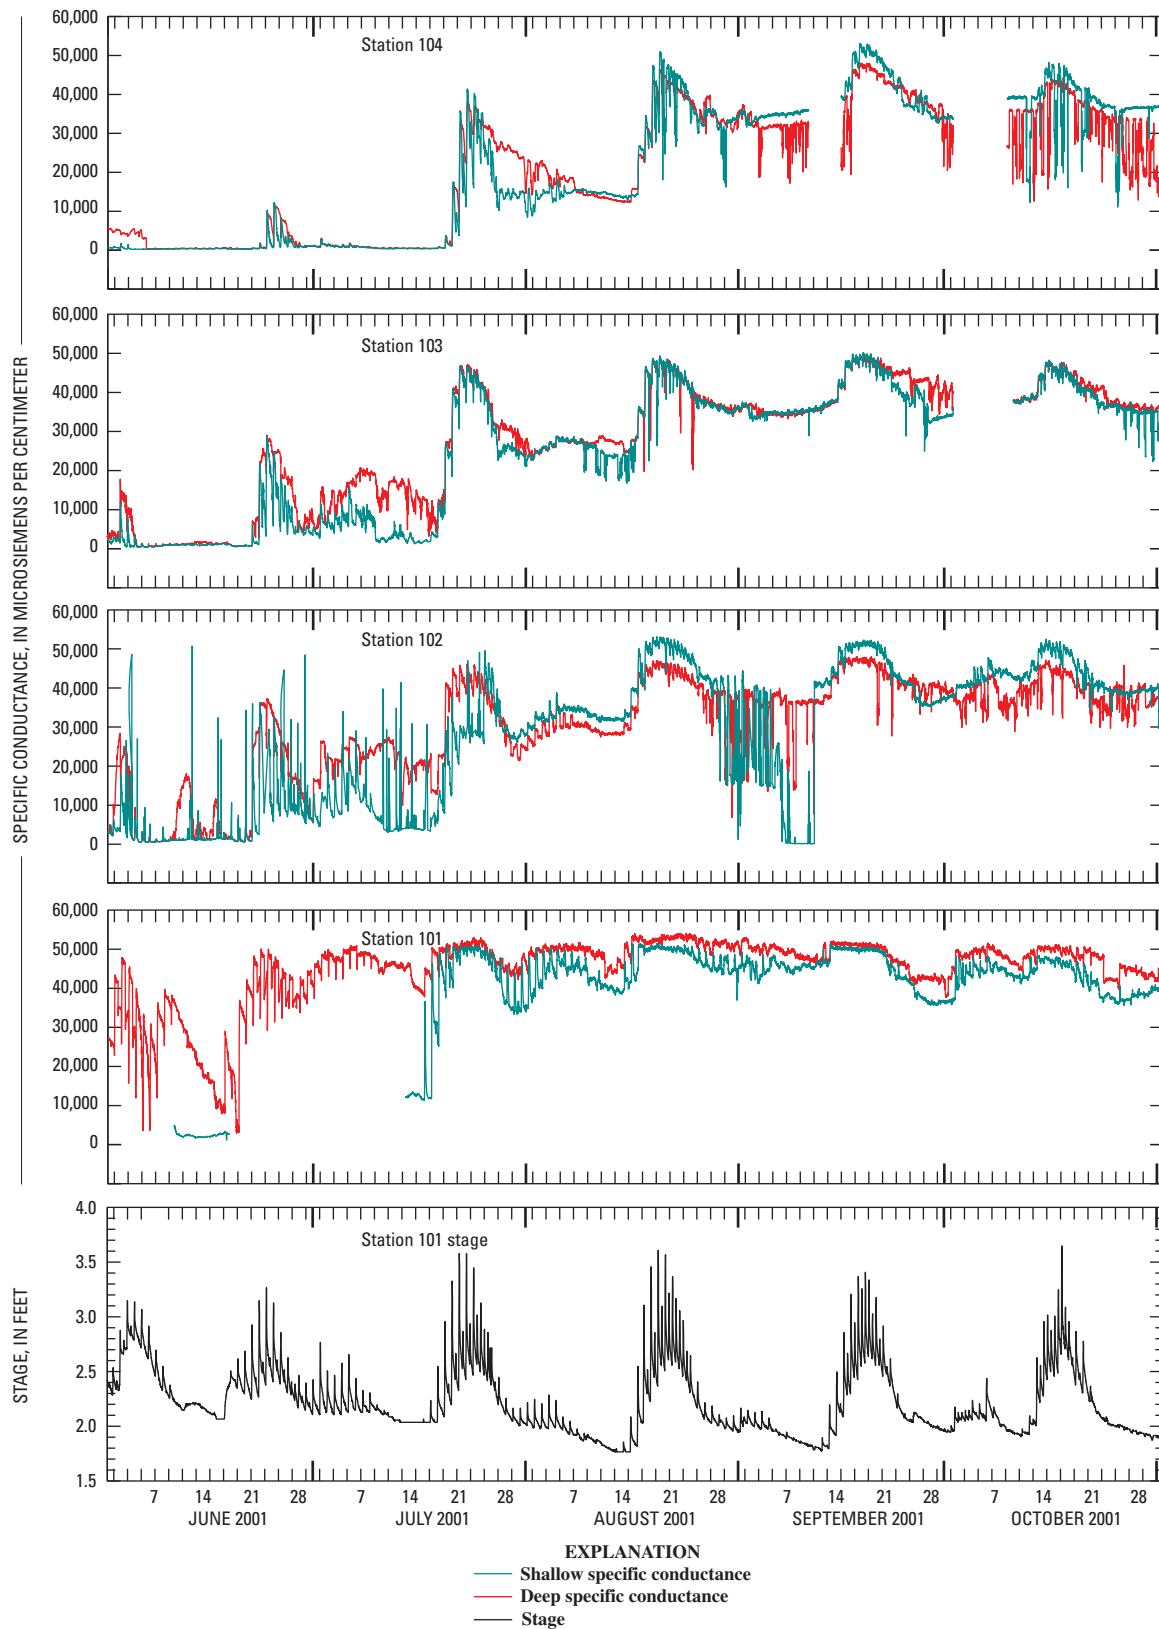 SPECIFIC CONDUCTANCE, IN MICROSIEMENS PER CENTIMETER
60,000
50,000
40,000
30,000
20,000
10,000
0
Station 104
60,000
50,000
40,000
30,000
20,000
10,000
0
Station 103
60,000
50,000
40,000
30,000
20,000
10,000
0
Station 102
60,000
50,000
40,000
30,000
20,000
10,000
0
Station 101
STAGE, IN FEET
4.0
3.5
3.0
2.5
2.0
1.5
Station 101 stage
7 14 21 28 7 14 21 28 7 14 21 28 7 14 21 28 7 14 21 28
JUNE 2001 JULY 2001 AUGUST 2001 SEPTEMBER 2001 OCTOBER 2001
EXPLANATION
Shallow specific conductance
Deep specific conductance
Stage